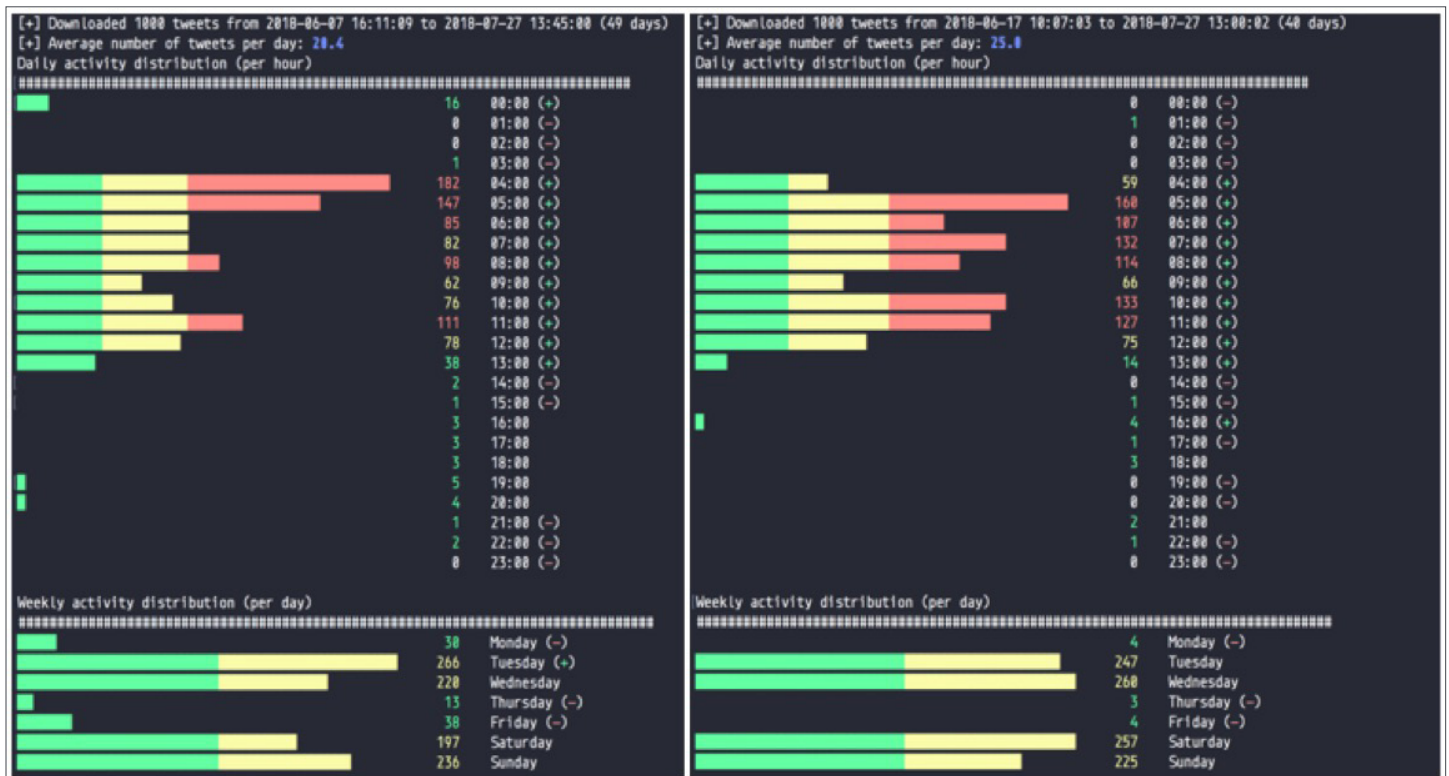 [+] Downloaded 1000 tweets from 2018-06-07 16:11:09 to 2018-07-27 13:45:00 (49 days)
[+] Average number of tweets per day: 20.4
Daily activity distribution (per hour)
16 00:00 (+)
0 01:00 (-)
0 02:00 (-)
1 03:00 (-)
182 04:00 (+)
147 05:00 (+)
85 06:00 (+)
82 07:00 (+)
98 08:00 (+)
62 09:00 (+)
76 10:00 (+)
111 11:00 (+)
78 12:00 (+)
38 13:00 (+)
2 14:00 (-)
1 15:00 (-)
3 16:00
3 17:00
3 18:00
5 19:00
4 20:00
1 21:00 (-)
2 22:00 (-)
0 23:00 (-)
Weekly activity distribution (per day)
30 Monday (-)
266 Tuesday (+)
220 Wednesday
13 Thursday (-)
38 Friday (-)
197 Saturday
236 Sunday
[+] Downloaded 1000 tweets from 2018-06-17 10:07:03 to 2018-07-27 13:00:02 (40 days)
[+] Average number of tweets per day: 25.0
Daily activity distribution (per hour)
0 00:00 (-)
1 01:00 (-)
0 02:00 (-)
0 03:00 (-)
59 04:00 (+)
160 05:00 (+)
107 06:00 (+)
132 07:00 (+)
114 08:00 (+)
66 09:00 (+)
133 10:00 (+)
127 11:00 (+)
75 12:00 (+)
14 13:00 (+)
0 14:00 (-)
1 15:00 (-)
4 16:00 (+)
1 17:00 (-)
3 18:00
0 19:00 (-)
0 20:00 (-)
2 21:00
1 22:00 (-)
0 23:00 (-)
Weekly activity distribution (per day)
4 Monday (-)
247 Tuesday
260 Wednesday
3 Thursday (-)
4 Friday (-)
257 Saturday
225 Sunday